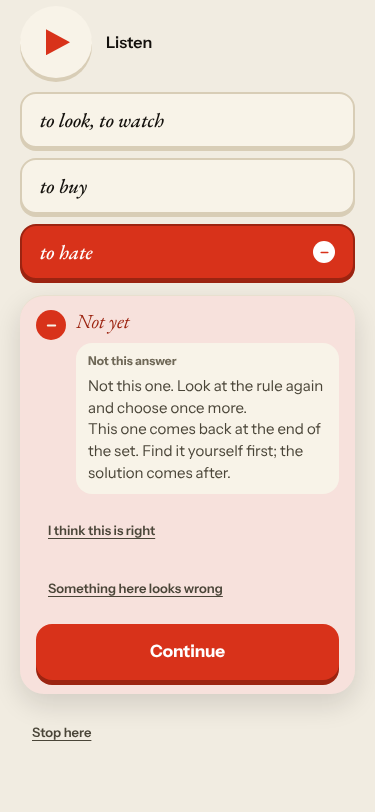 Listen
to look, to watch
to buy
to hate
Not yet
Not this answer
Not this one. Look at the rule again
and choose once more.
This one comes back at the end of
the set. Find it yourself first; the
solution comes after.
I think this is right
Something here looks wrong
Continue
Stop here